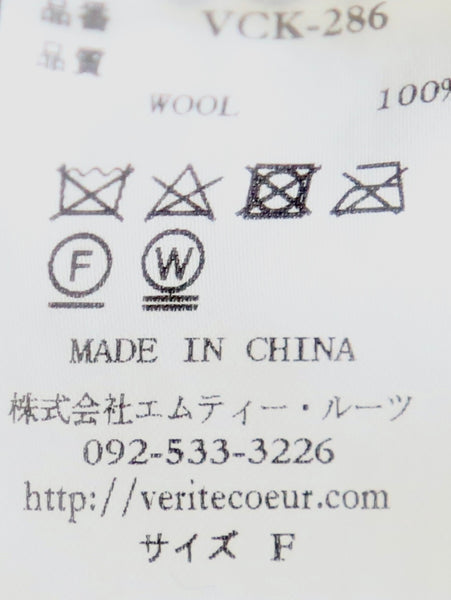 品番 VCK-286
品質
WOOL 100%
F W
MADE IN CHINA
株式会社エムティー・ルーツ
092-533-3226
http://veritecoeur.com
サイズ F